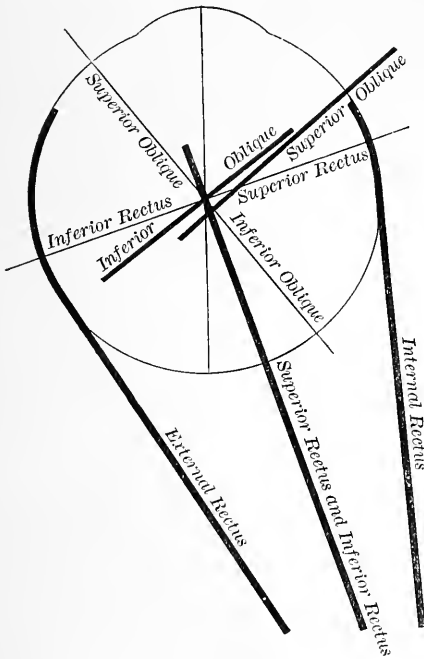 Superior Oblique
Superior Oblique
Oblique
Superior Rectus
Inferior Rectus
Inferior
Inferior Oblique
Internal Rectus
Superior Rectus and Inferior Rectus
External Rectus